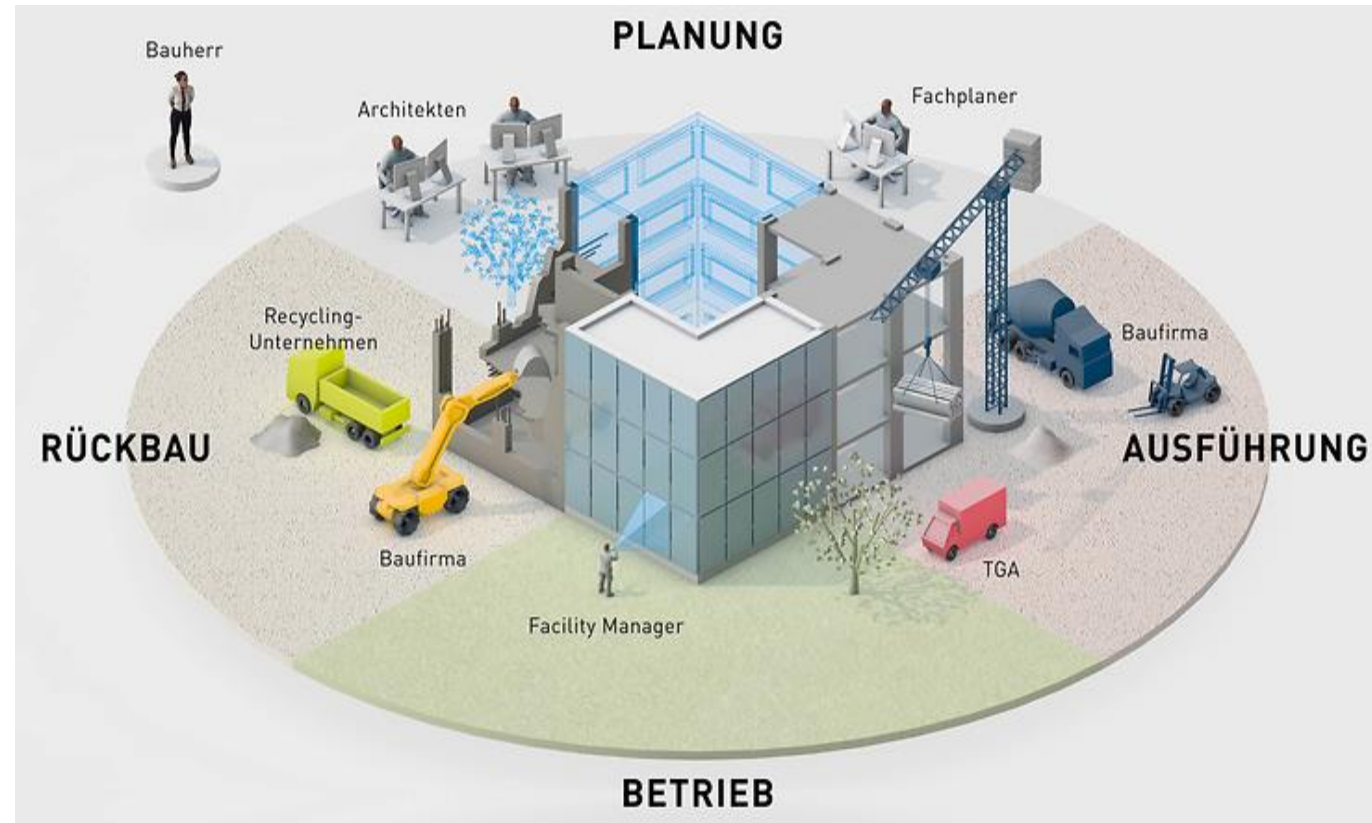 PLANUNG
Bauherr
Architekten
Fachplaner
Recycling-
Unternehmen
Baufirma
RÜCKBAU
AUSFÜHRUNG
Baufirma
TGA
Facility Manager
BETRIEB